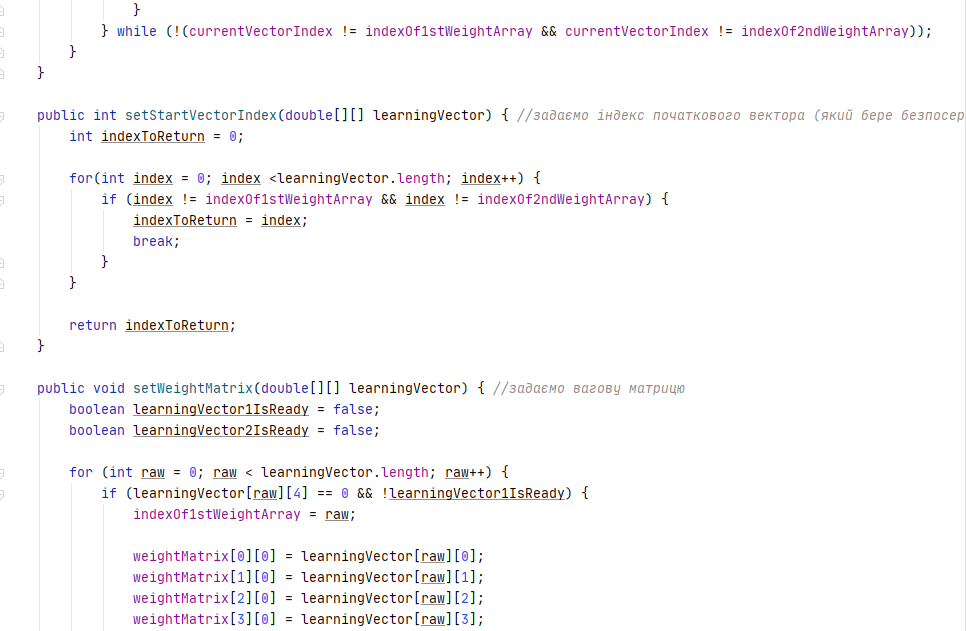 }
} while (!(currentVectorIndex != indexOf1stWeightArray && currentVectorIndex != indexOf2ndWeightArray));
}
}
public int setStartVectorIndex(double[][] learningVector) { //задаємо індекс початкового вектора (який бере безпосер
int indexToReturn = 0;
for(int index = 0; index <learningVector.length; index++) {
if (index != indexOf1stWeightArray && index != indexOf2ndWeightArray) {
indexToReturn = index;
break;
}
}
return indexToReturn;
}
public void setWeightMatrix(double[][] learningVector) { //задаємо вагову матрицю
boolean learningVector1IsReady = false;
boolean learningVector2IsReady = false;
for (int raw = 0; raw < learningVector.length; raw++) {
if (learningVector[raw][4] == 0 && !learningVector1IsReady) {
indexOf1stWeightArray = raw;
weightMatrix[0][0] = learningVector[raw][0];
weightMatrix[1][0] = learningVector[raw][1];
weightMatrix[2][0] = learningVector[raw][2];
weightMatrix[3][0] = learningVector[raw][3];